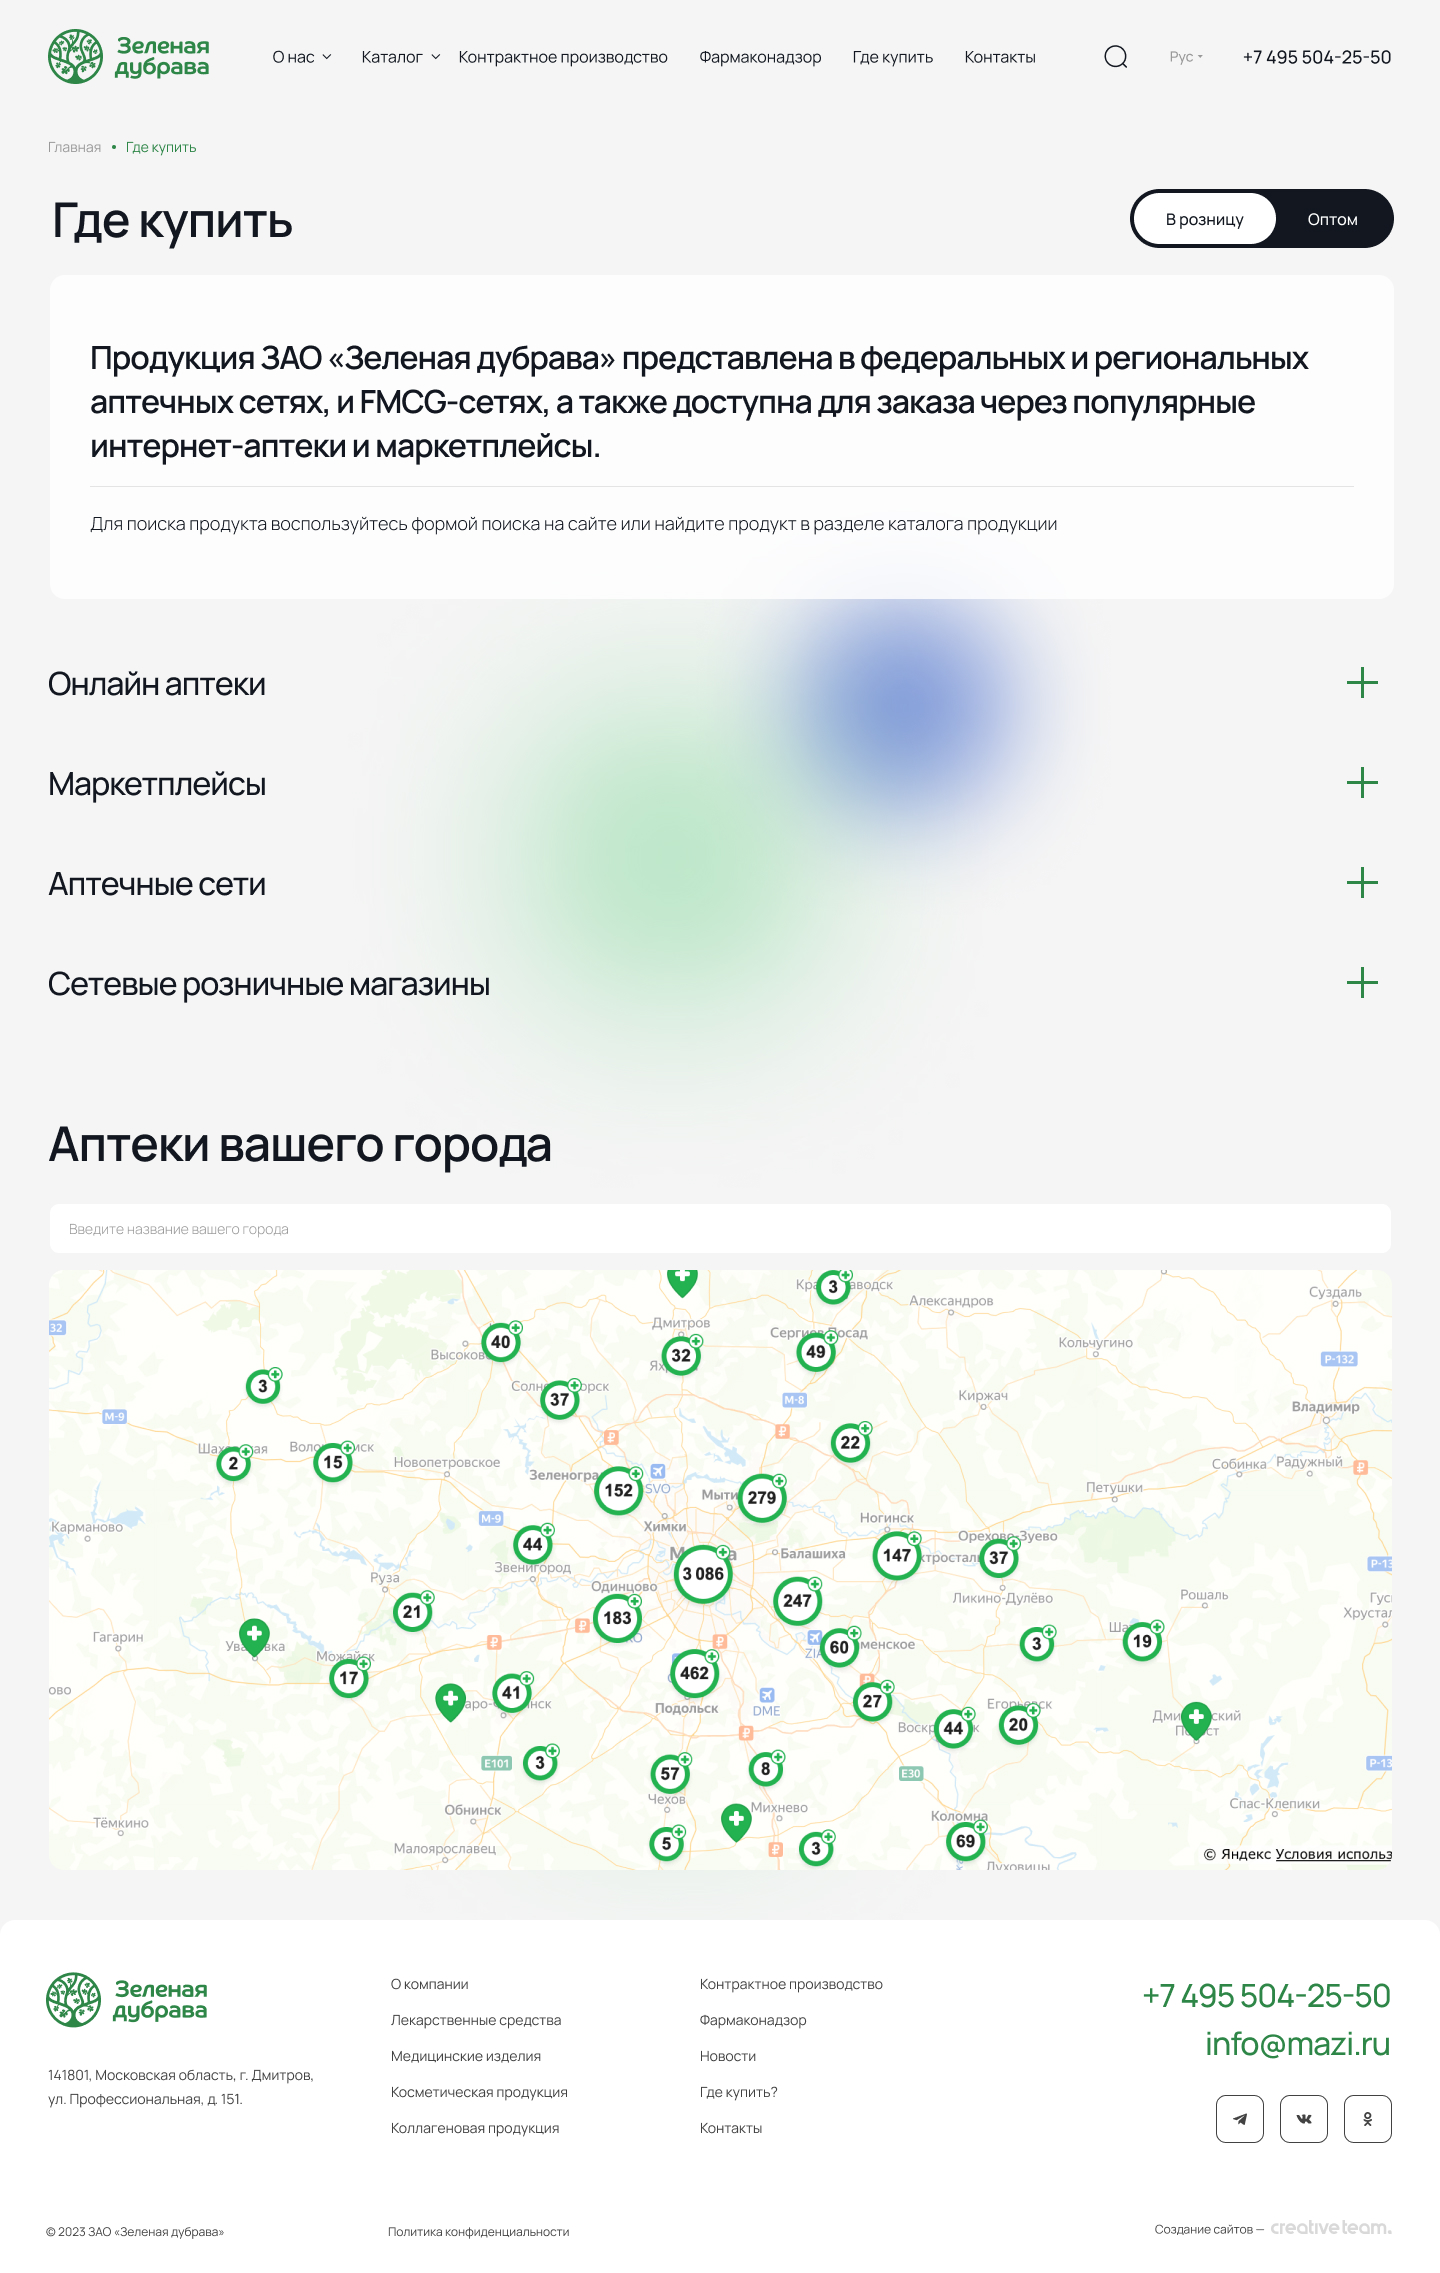 Зеленая
дубрава
О нас
Каталог
Контрактное производство
Фармаконадзор
Где купить
Контакты
Рус
+7 495 504-25-50
Главная • Где купить
Где купить
В розницу
Оптом
Продукция ЗАО «Зеленая дубрава» представлена в федеральных и региональных
аптечных сетях, и FMCG-сетях, а также доступна для заказа через популярные
интернет-аптеки и маркетплейсы.
Для поиска продукта воспользуйтесь формой поиска на сайте или найдите продукт в разделе каталога продукции
Онлайн аптеки
Маркетплейсы
Аптечные сети
Сетевые розничные магазины
Аптеки вашего города
Введите название вашего города
3
Александров
Суздаль
32
Дмитров
Сергиев Посад
40
32
49
Кольчугино
Р-132
3
37
М-8
Киржач
Владимир
М-9
22
2
15
Новопетровское
Собинка
Радужный
152
SVO
279
Петушки
Карманово
М-9
Химки
Ногинск
Орехово-Зуево
44
Звенигород
3 086
Балашиха
147
37
Руза
Одинцово
247
Ликино-Дулёво
Рошаль
21
183
Гагарин
60
3
19
Можайск
17
462
41
27
Егорьевск
Подольск
DME
44
20
E101
3
57
8
E30
Чехов
Михнево
Обнинск
Коломна
Спас-Клепики
Тёмкино
5
3
69
Малоярославец
Луховицы
© Яндекс Условия использ
Зеленая
дубрава
141801, Московская область, г. Дмитров,
ул. Профессиональная, д. 151.
О компании
Лекарственные средства
Медицинские изделия
Косметическая продукция
Коллагеновая продукция
Контрактное производство
Фармаконадзор
Новости
Где купить?
Контакты
+7 495 504-25-50
info@mazi.ru
© 2023 ЗАО «Зеленая дубрава»
Политика конфиденциальности
Создание сайтов — creativeteam.